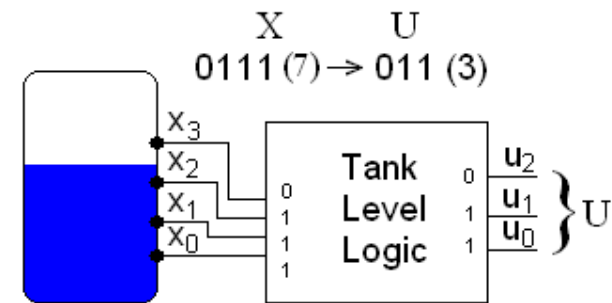 X U
0111 (7) → 011 (3)
x3
x2
x1
x0
0
1
1
1
Tank
Level
Logic
0
1
1
u2
u1
u0
} U